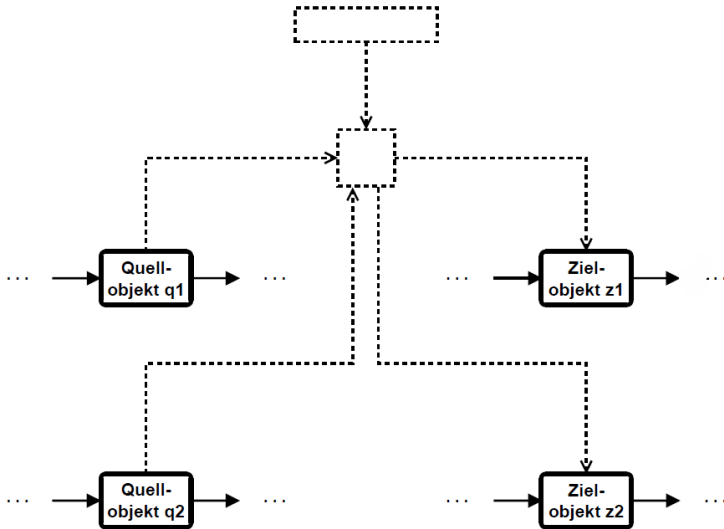 . . .
Quell-
objekt q1
. . .
. . .
Ziel-
objekt z1
. . .
. . .
Quell-
objekt q2
. . .
. . .
Ziel-
objekt z2
. . .